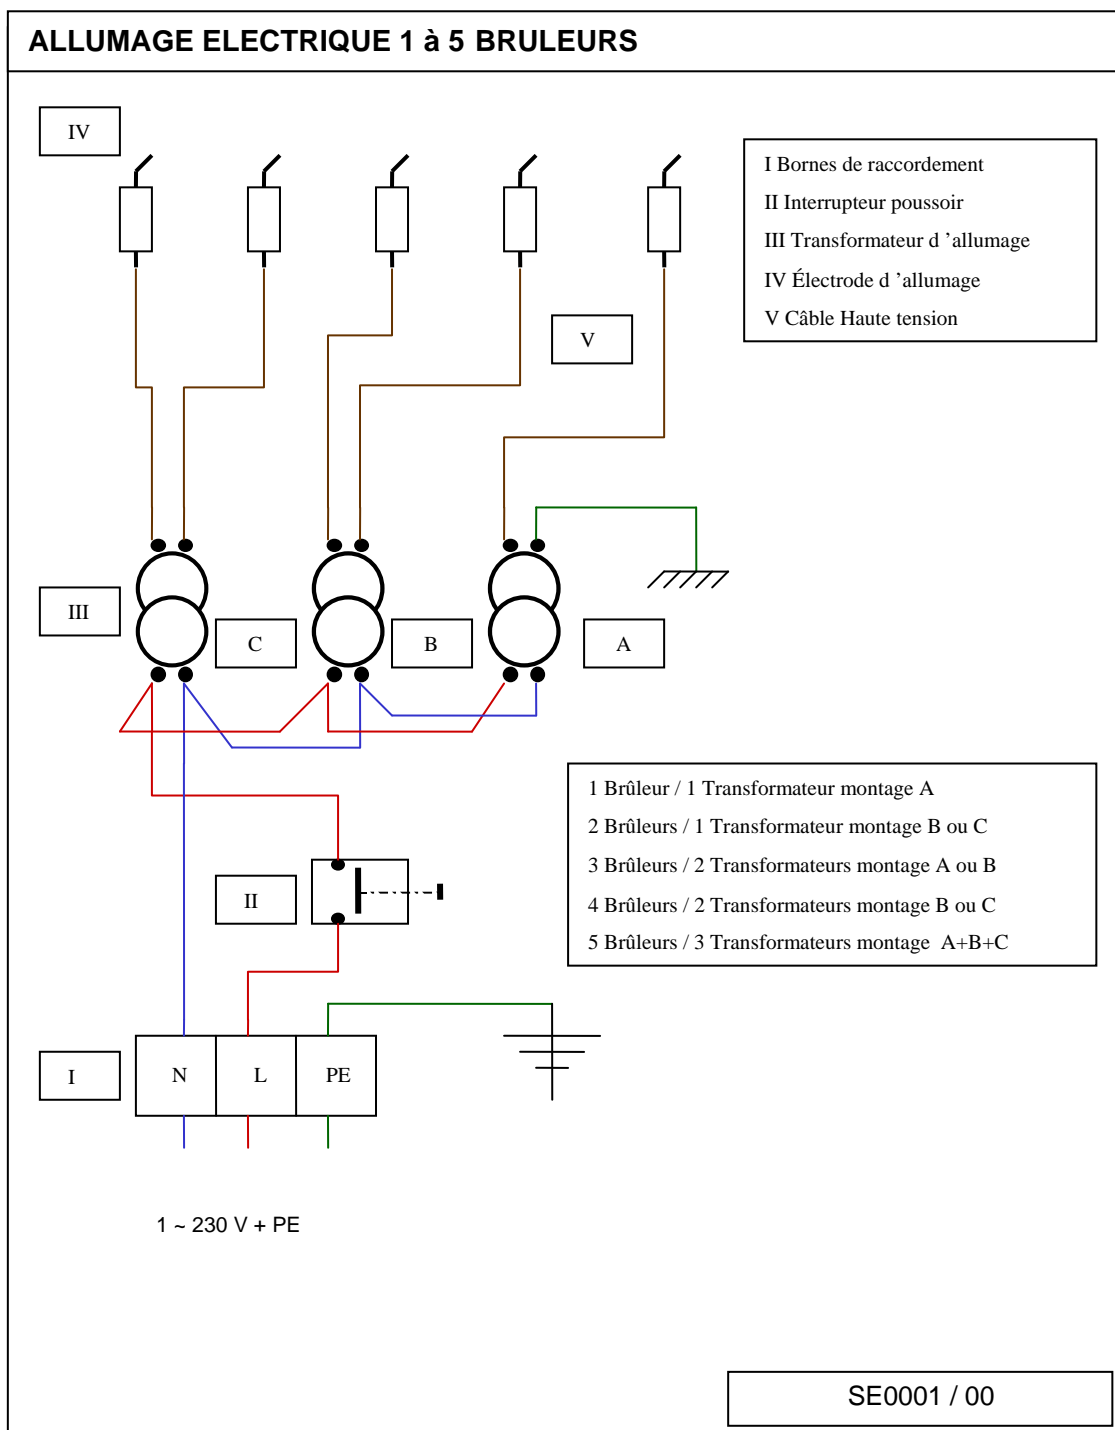 ALLUMAGE ELECTRIQUE 1 à 5 BRULEURS
IV
I Bornes de raccordement
II Interrupteur poussoir
III Transformateur d ’allumage
IV Électrode d ’allumage
V Câble Haute tension
V
III
C
B
A
1 Brûleur / 1 Transformateur montage A
2 Brûleurs / 1 Transformateur montage B ou C
3 Brûleurs / 2 Transformateurs montage A ou B
4 Brûleurs / 2 Transformateurs montage B ou C
5 Brûleurs / 3 Transformateurs montage A+B+C
II
I
N
L
PE
1 ~ 230 V + PE
SE0001 / 00